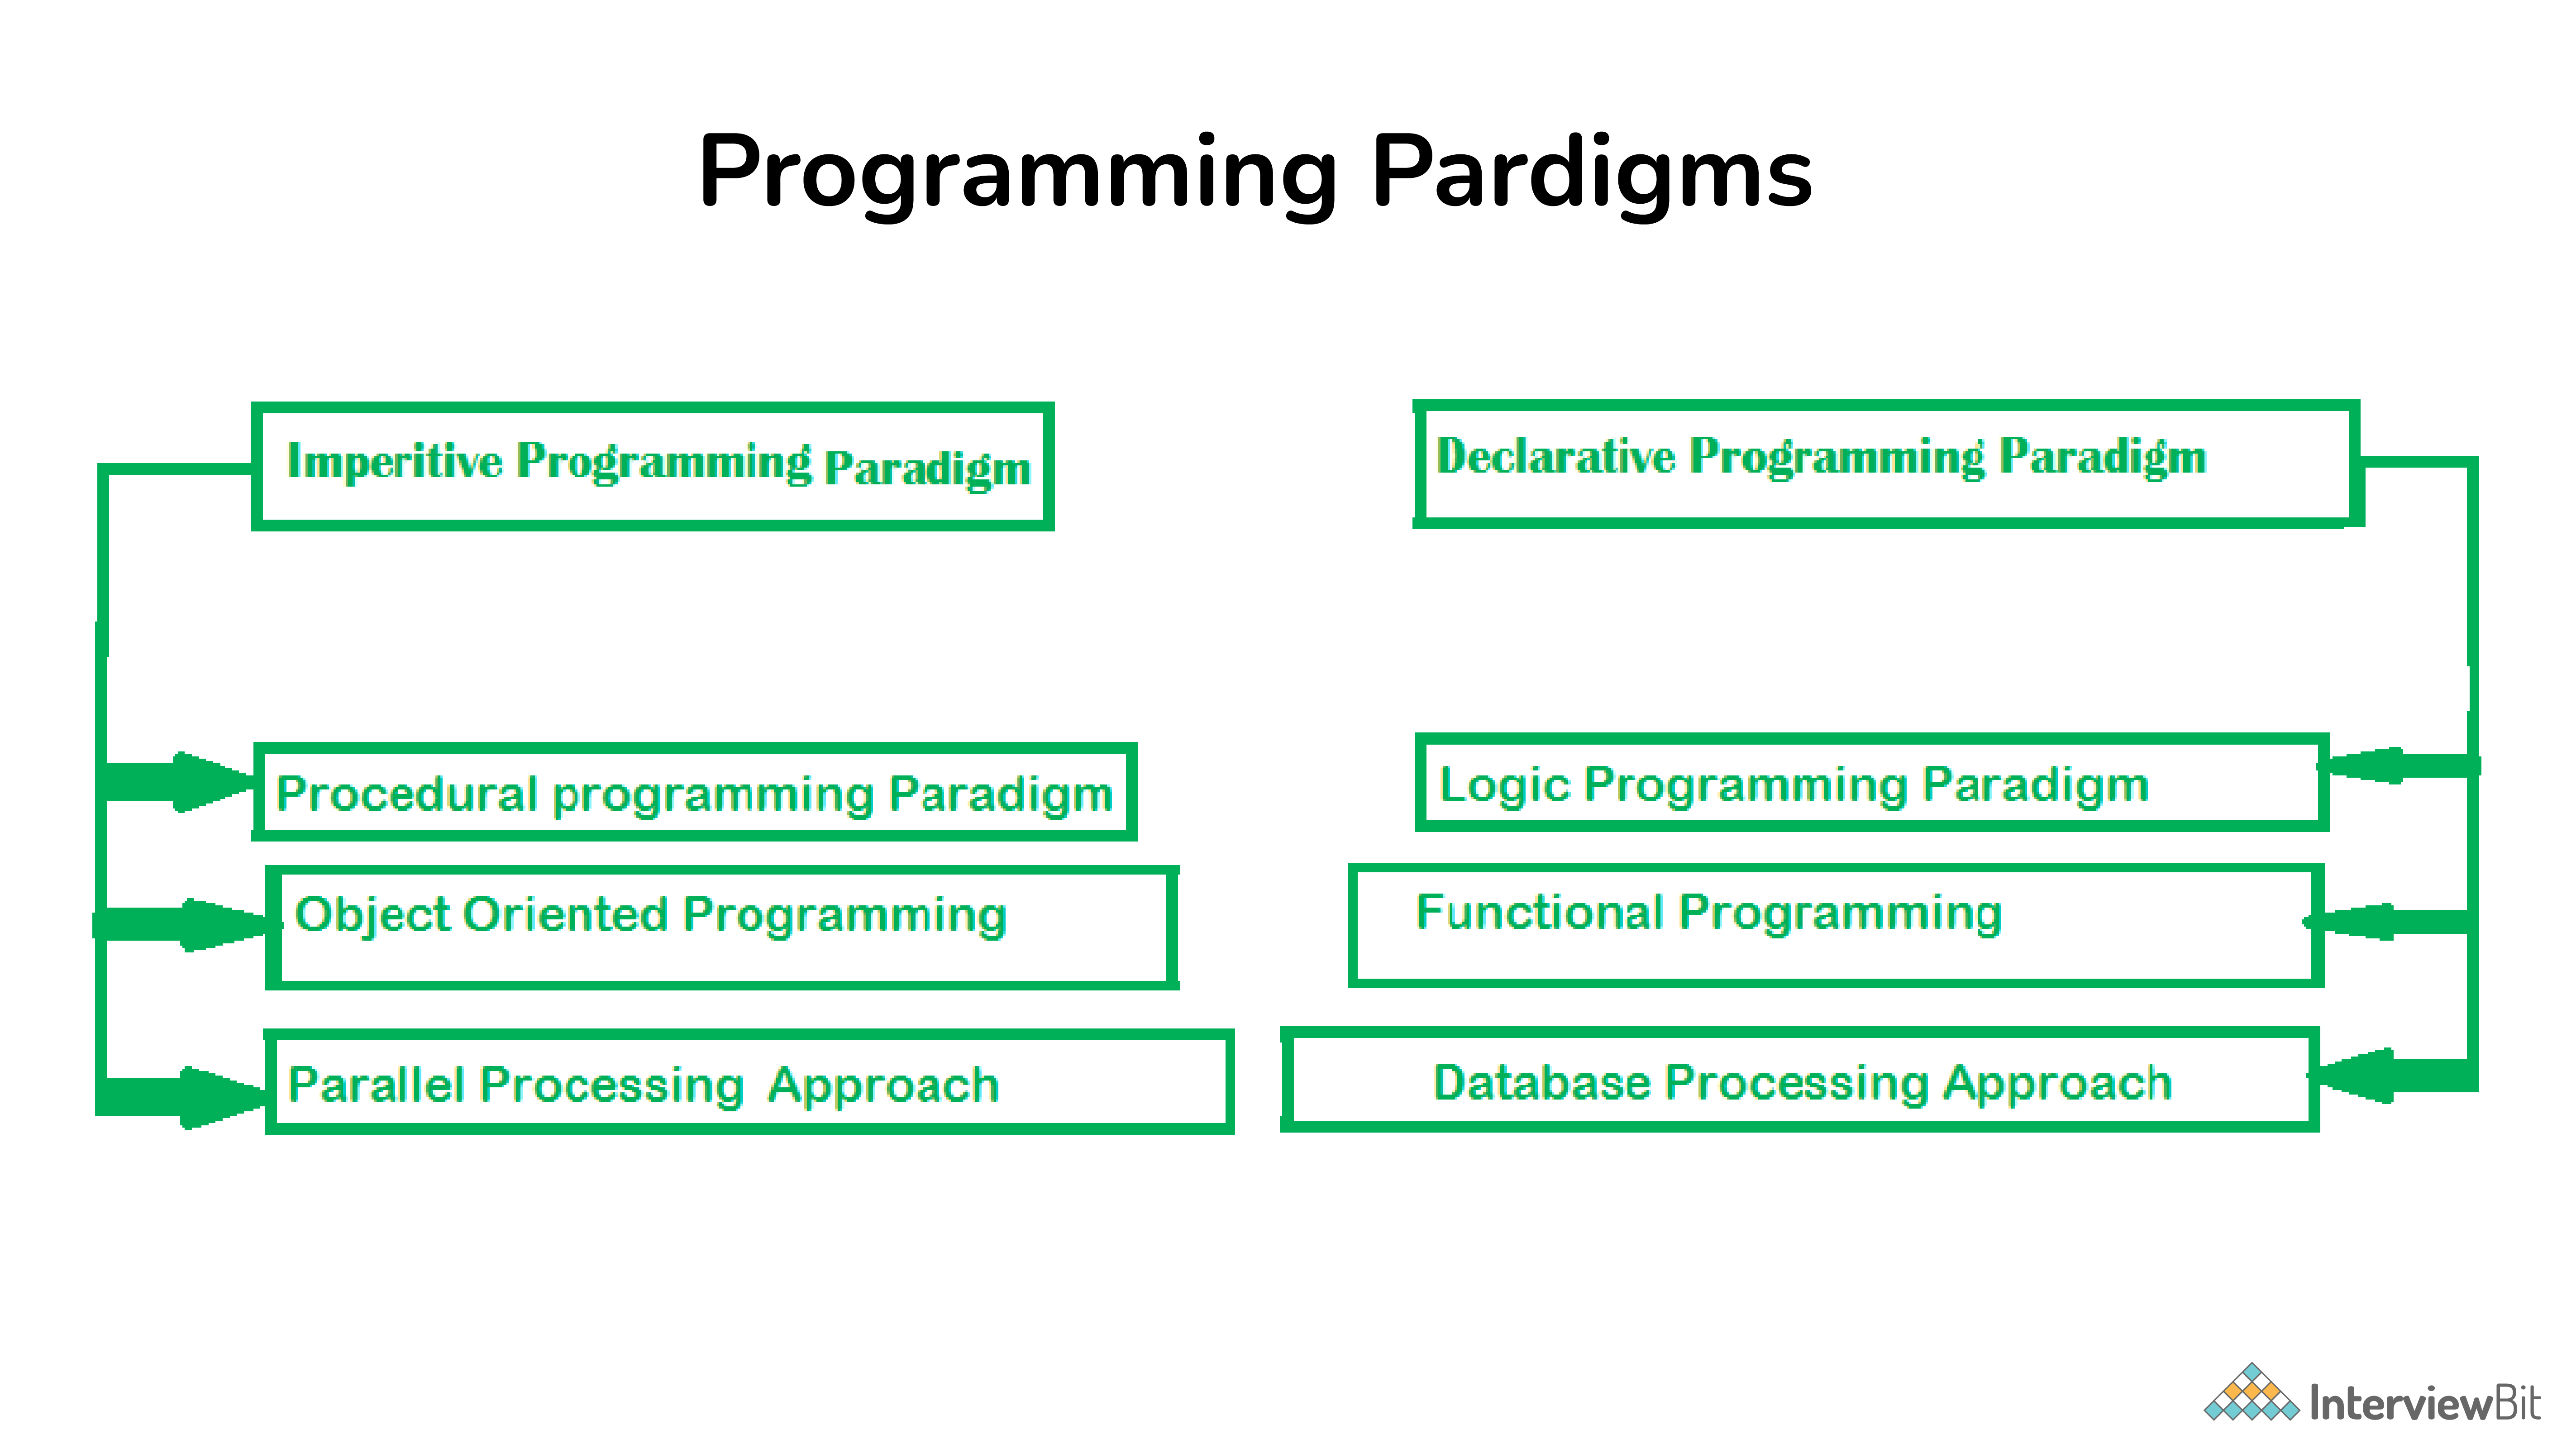 Programming Pardigms
Imperitive Programming Paradigm
Declarative Programming Paradigm
Procedural programming Paradigm
Logic Programming Paradigm
Object Oriented Programming
Functional Programming
Parallel Processing Approach
Database Processing Approach
InterviewBit